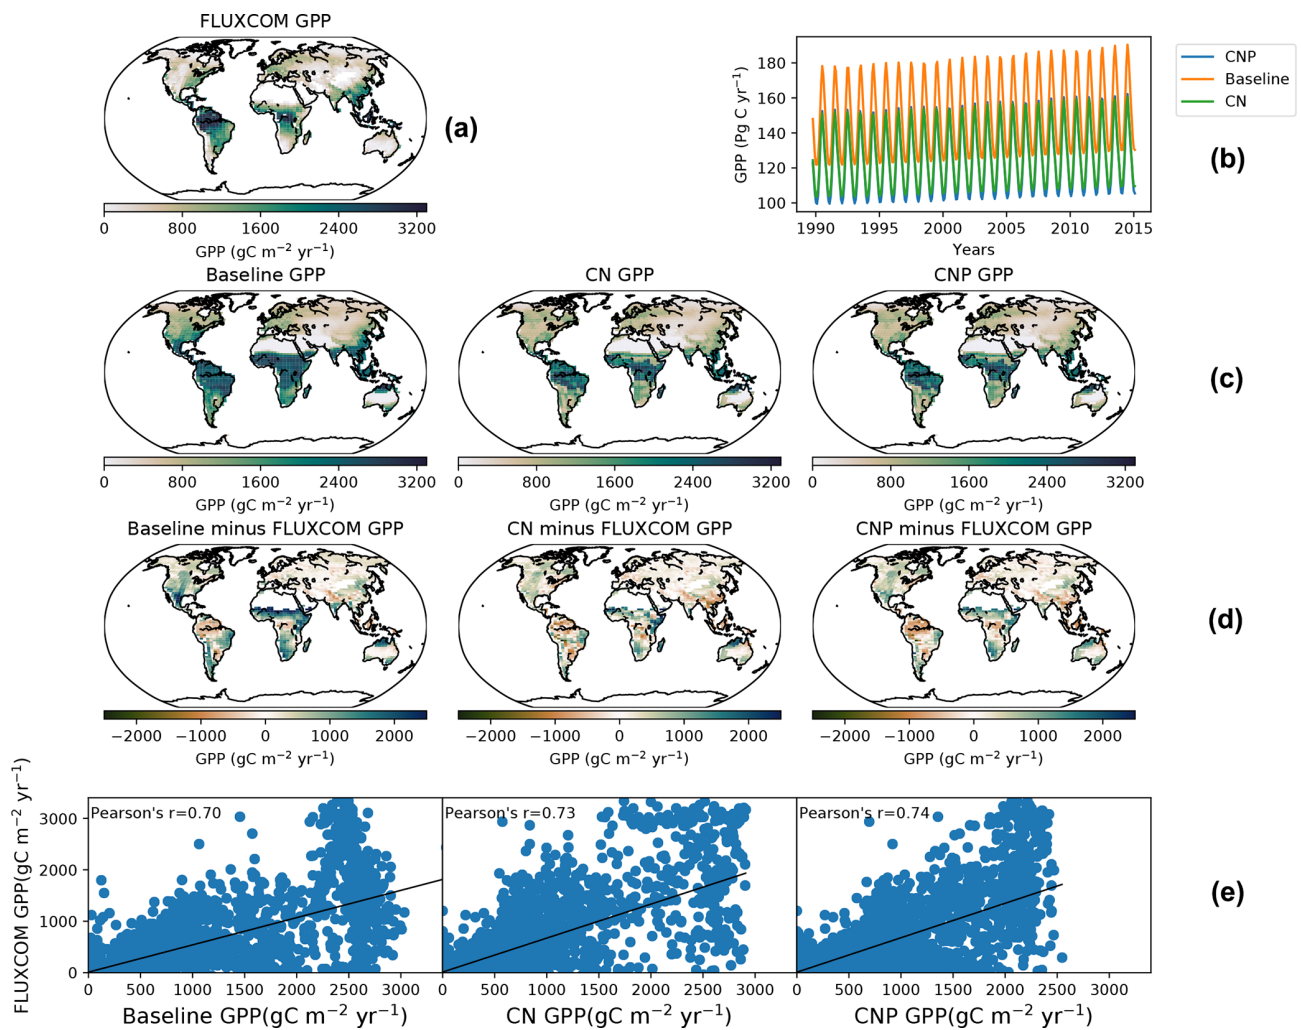 FLUXCOM GPP
0 800 1600 2400 3200
GPP (gC m⁻² yr⁻¹)
(a)
GPP (Pg C yr⁻¹)
180
160
140
120
100
1990 1995 2000 2005 2010 2015
Years
CNP
Baseline
CN
(b)
Baseline GPP CN GPP CNP GPP
0 800 1600 2400 3200 0 800 1600 2400 3200 0 800 1600 2400 3200
GPP (gC m⁻² yr⁻¹) GPP (gC m⁻² yr⁻¹) GPP (gC m⁻² yr⁻¹)
(c)
Baseline minus FLUXCOM GPP CN minus FLUXCOM GPP CNP minus FLUXCOM GPP
−2000 −1000 0 1000 2000 −2000 −1000 0 1000 2000 −2000 −1000 0 1000 2000
GPP (gC m⁻² yr⁻¹) GPP (gC m⁻² yr⁻¹) GPP (gC m⁻² yr⁻¹)
(d)
FLUXCOM GPP(gC m⁻² yr⁻¹)
3000
2000
1000
0
Pearson's r=0.70 Pearson's r=0.73 Pearson's r=0.74
0 500 1000 1500 2000 2500 3000 0 500 1000 1500 2000 2500 3000 0 500 1000 1500 2000 2500 3000
Baseline GPP(gC m⁻² yr⁻¹) CN GPP(gC m⁻² yr⁻¹) CNP GPP(gC m⁻² yr⁻¹)
(e)